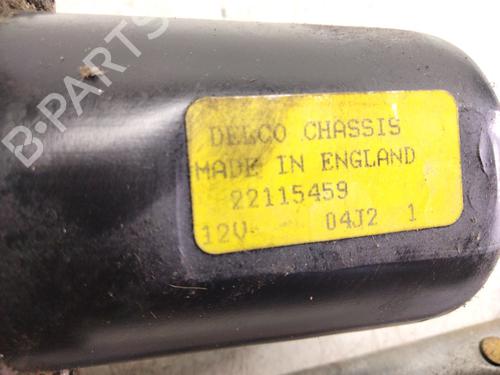 B-PARTS
DELCO CHASSIS
MADE IN ENGLAND
22115459
12V 04J2 1